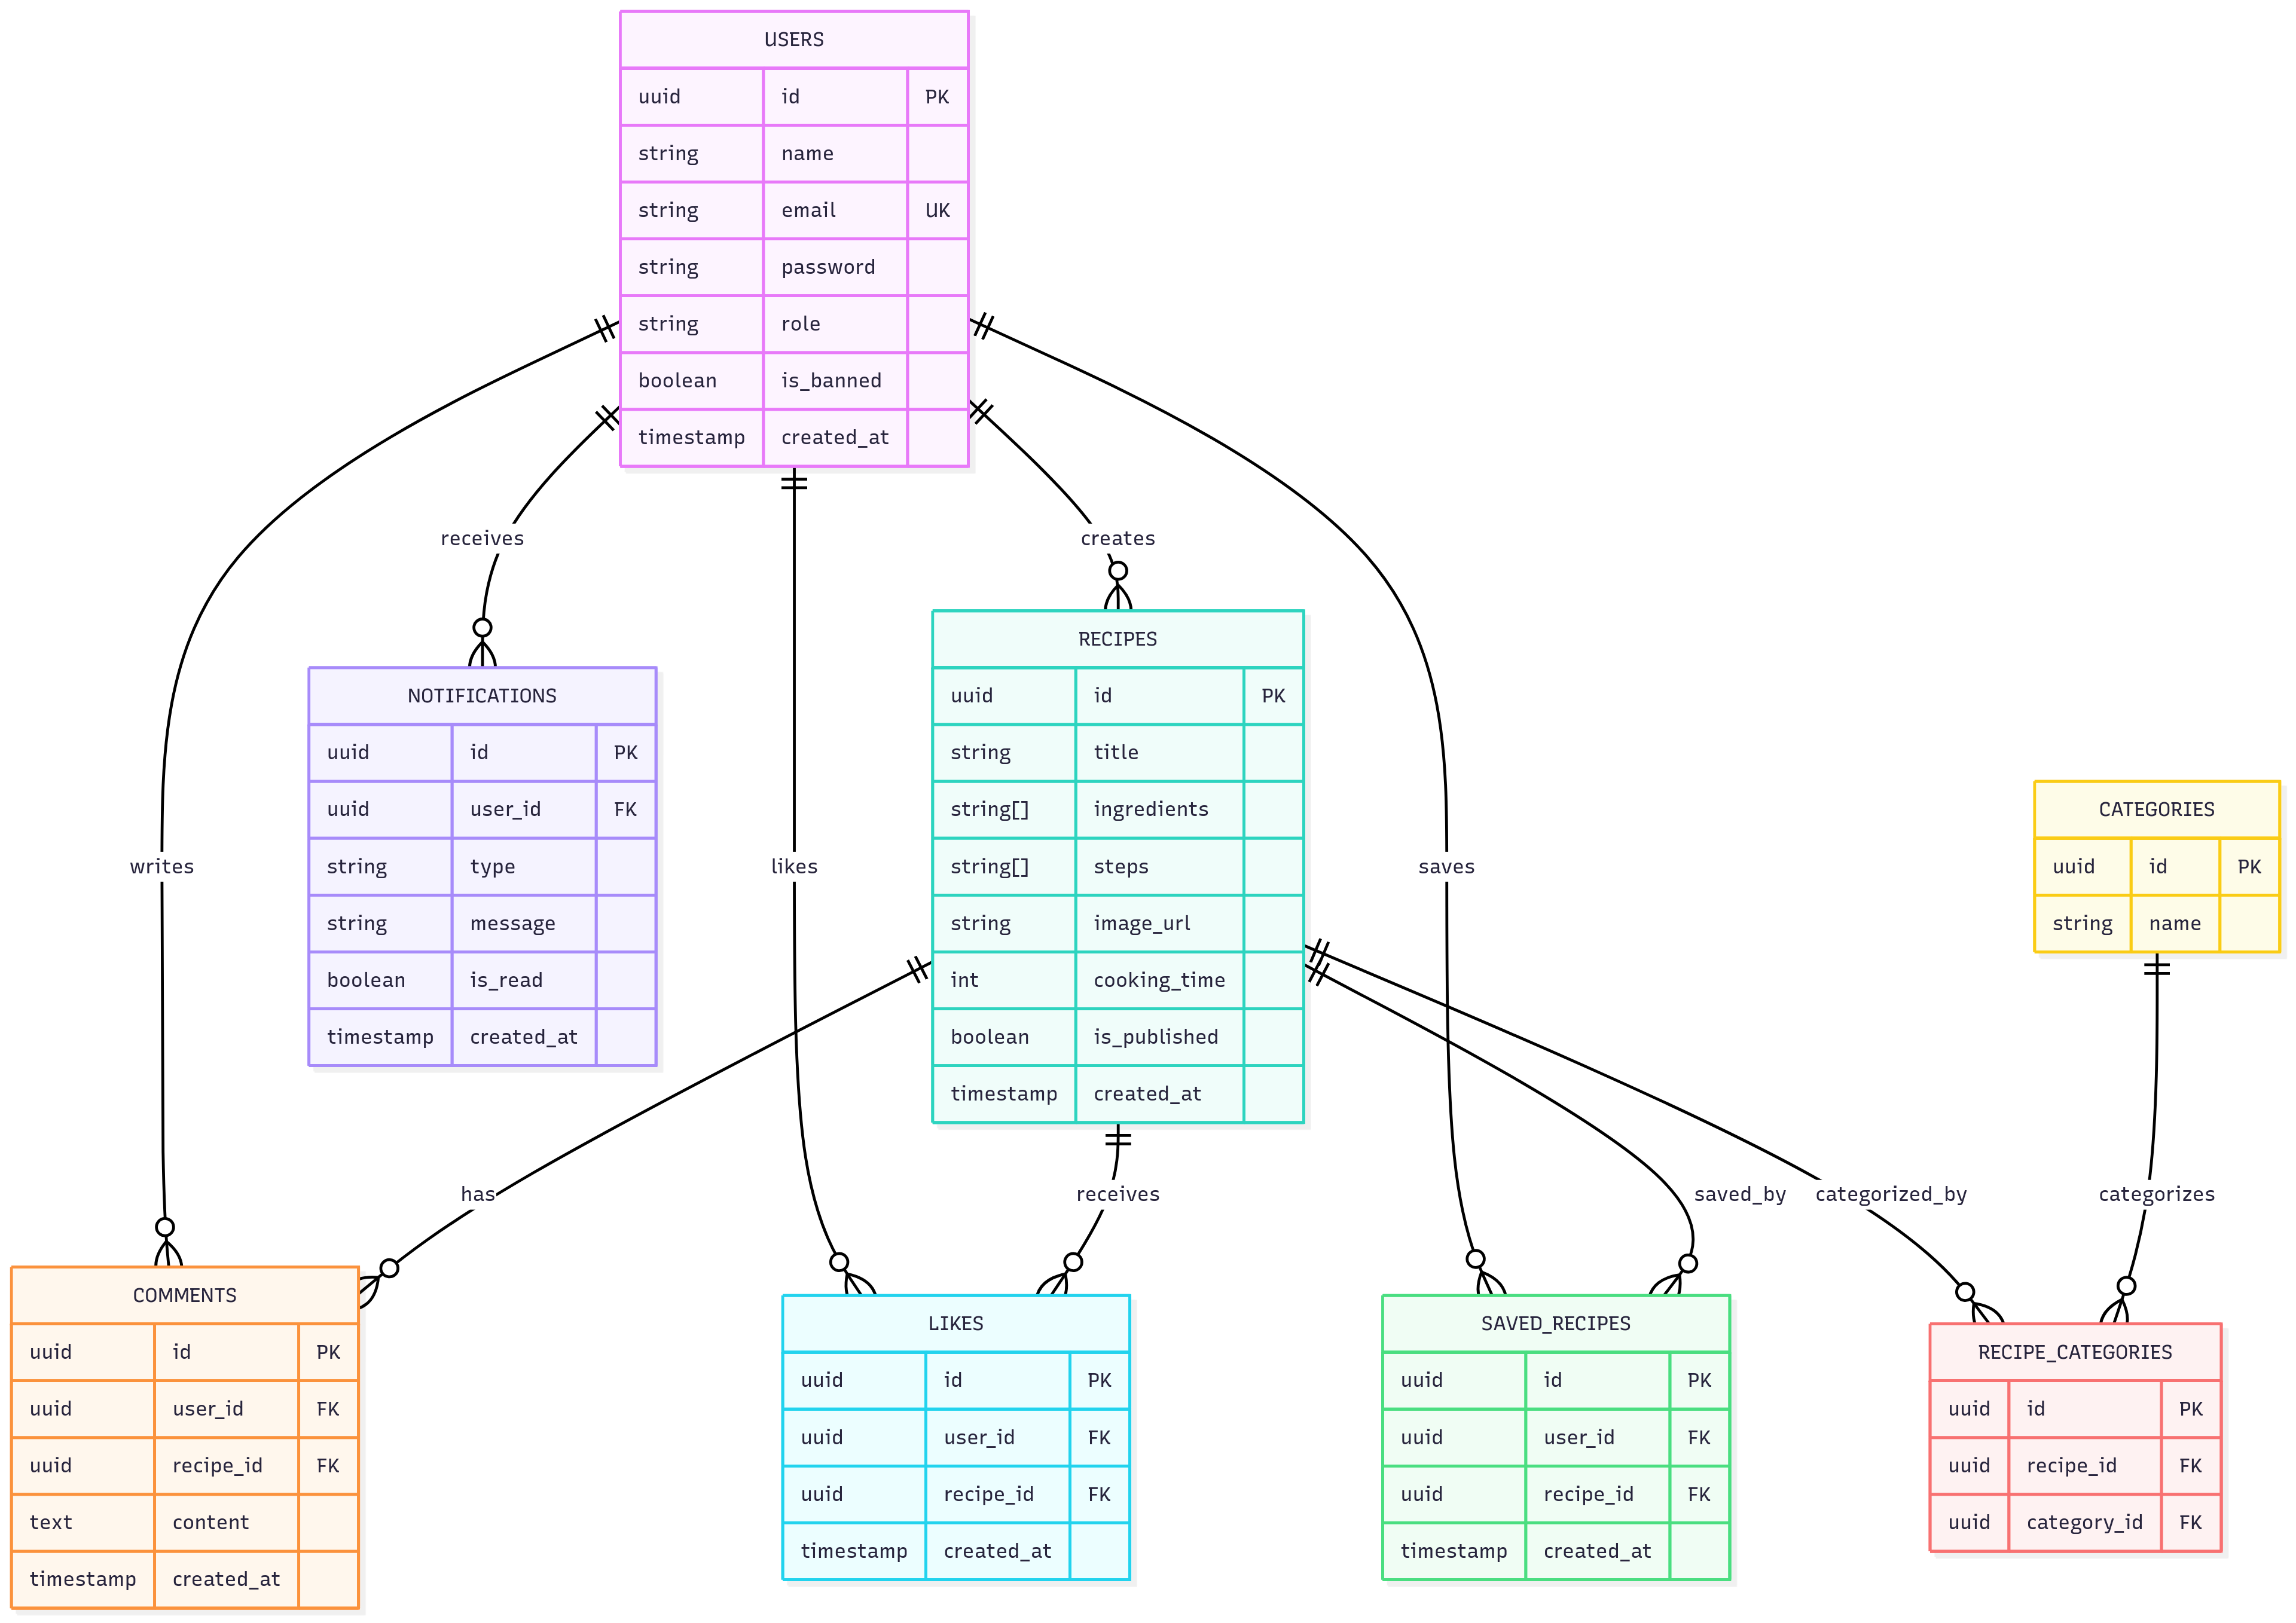 USERS
uuid id PK
string name
string email UK
string password
string role
boolean is_banned
timestamp created_at
receives
creates
RECIPES
uuid id PK
string title
string[] ingredients
string[] steps
string image_url
int cooking_time
boolean is_published
timestamp created_at
NOTIFICATIONS
uuid id PK
uuid user_id FK
string type
string message
boolean is_read
timestamp created_at
CATEGORIES
uuid id PK
string name
writes
likes
saves
has
receives
saved_by
categorized_by
categorizes
COMMENTS
uuid id PK
uuid user_id FK
uuid recipe_id FK
text content
timestamp created_at
LIKES
uuid id PK
uuid user_id FK
uuid recipe_id FK
timestamp created_at
SAVED_RECIPES
uuid id PK
uuid user_id FK
uuid recipe_id FK
timestamp created_at
RECIPE_CATEGORIES
uuid id PK
uuid recipe_id FK
uuid category_id FK